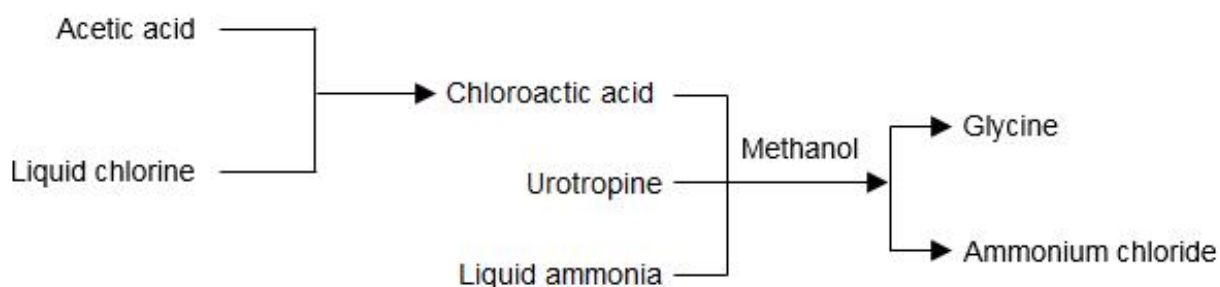 Acetic acid
Liquid chlorine
Chloroactic acid
Urotropine
Liquid ammonia
Methanol
Glycine
Ammonium chloride